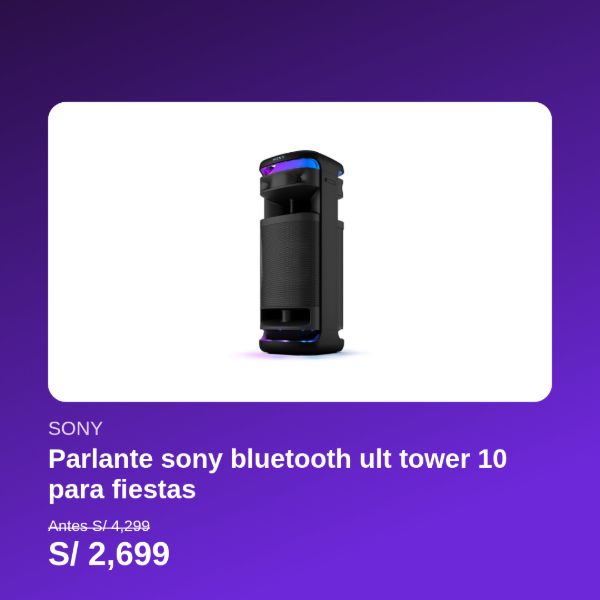 SONY
Parlante sony bluetooth ult tower 10
para fiestas
Antes S/ 4,299
S/ 2,699